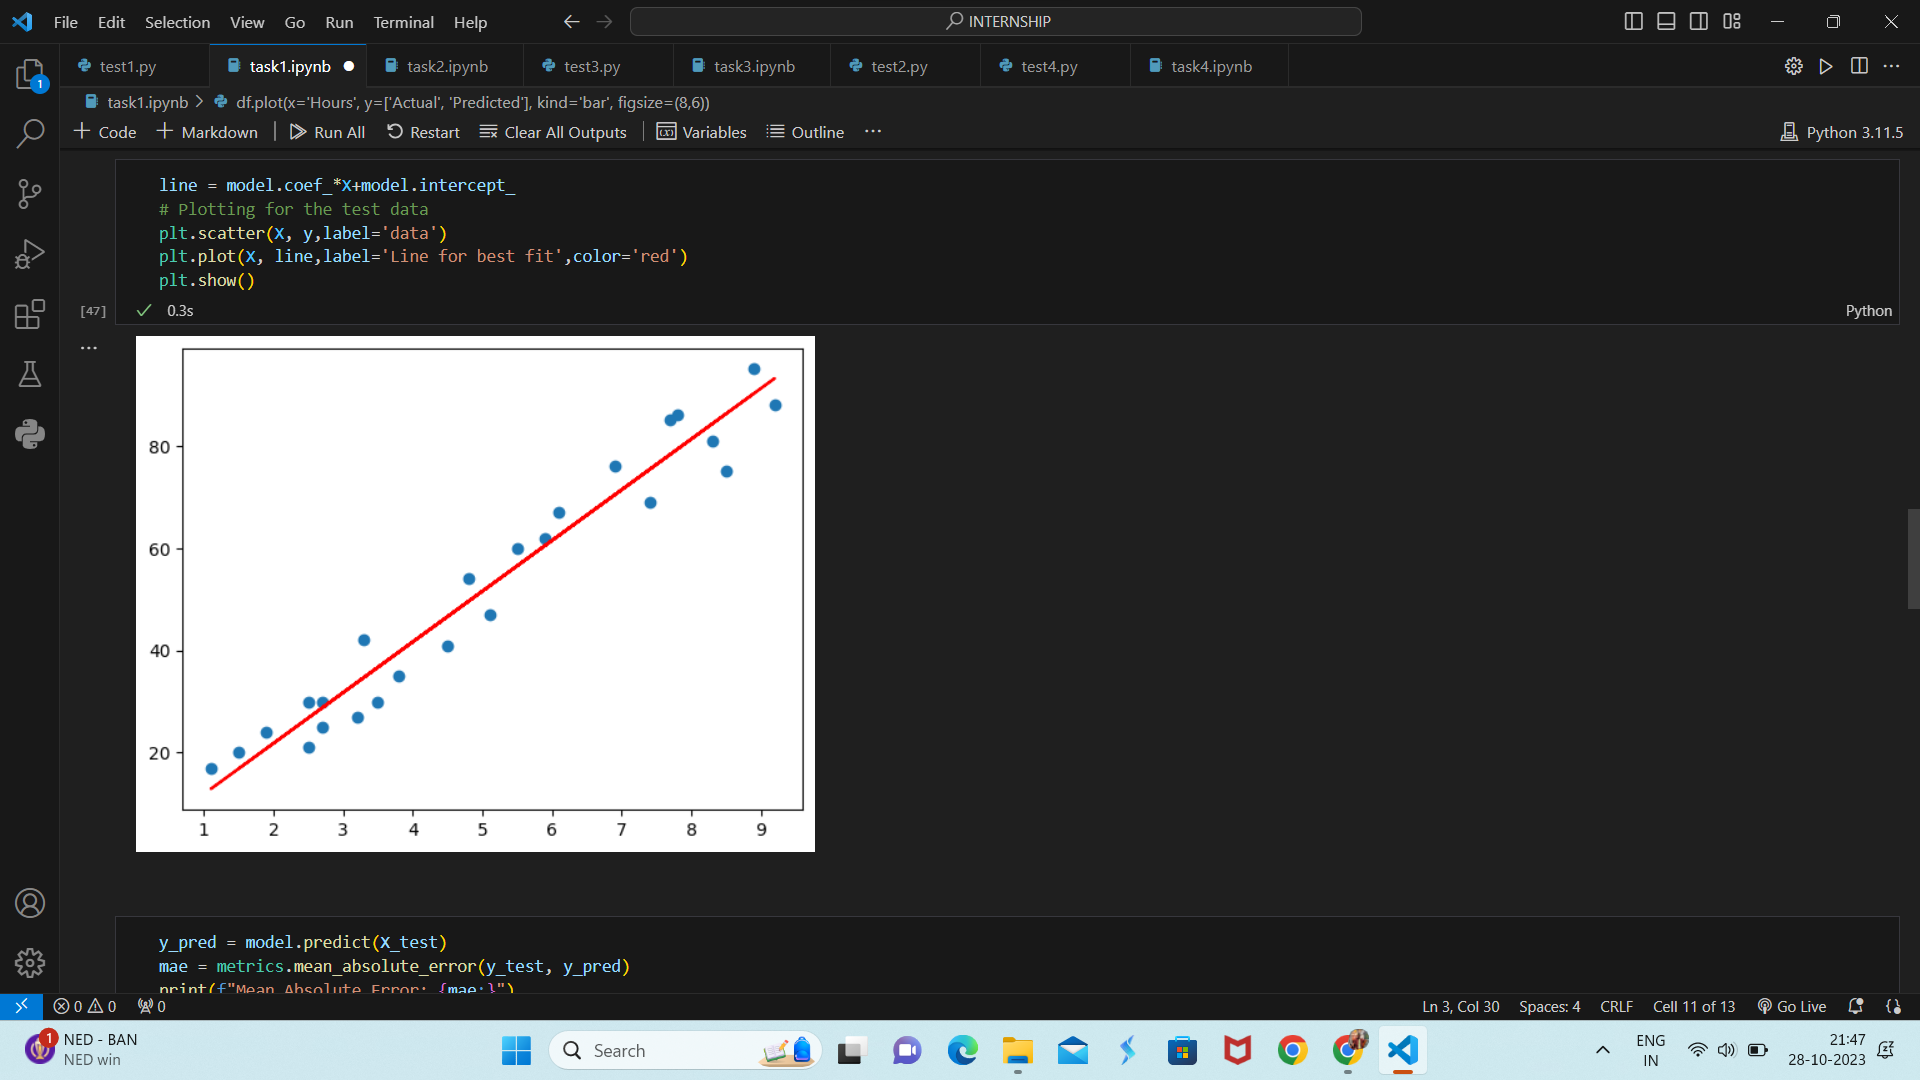 File Edit Selection View Go Run Terminal Help
INTERNSHIP
test1.py task1.ipynb task2.ipynb test3.py task3.ipynb test2.py test4.py task4.ipynb
1
task1.ipynb > df.plot(x='Hours', y=['Actual', 'Predicted'], kind='bar', figsize=(8,6))
+ Code + Markdown | Run All Restart Clear All Outputs | Variables Outline ...
Python 3.11.5
line = model.coef_*X+model.intercept_
# Plotting for the test data
plt.scatter(X, y,label='data')
plt.plot(X, line,label='Line for best fit',color='red')
plt.show()
[47] ✓ 0.3s Python
...
80
60
40
20
1 2 3 4 5 6 7 8 9
y_pred = model.predict(X_test)
mae = metrics.mean_absolute_error(y_test, y_pred)
print(f"Mean Absolute Error: {mae:}")
0 0 0
Ln 3, Col 30 Spaces: 4 CRLF Cell 11 of 13 Go Live
1
NED - BAN
NED win
Search
ENG
IN
21:47
28-10-2023